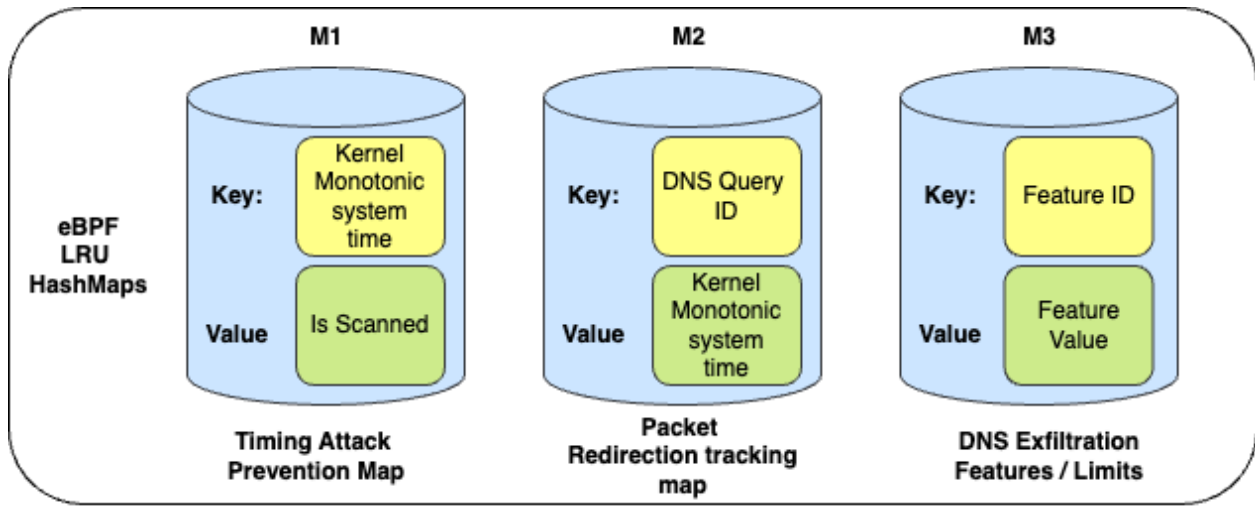 M1
M2
M3
eBPF
LRU
HashMaps
Key:
Kernel
Monotonic
system
time
Value
Is Scanned
Timing Attack
Prevention Map
Key:
DNS Query
ID
Value
Kernel
Monotonic
system
time
Packet
Redirection tracking
map
Key:
Feature ID
Value
Feature
Value
DNS Exfiltration
Features / Limits